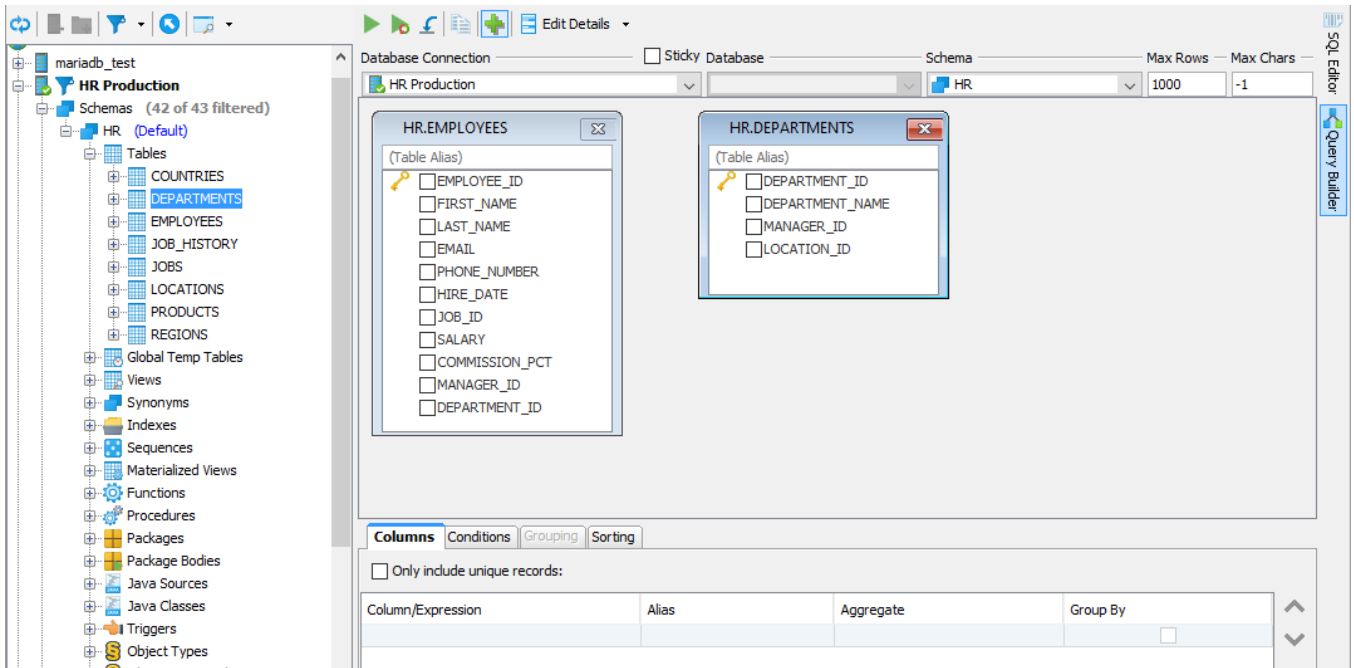 Edit Details
SQL Editor
Query Builder
mariadb_test
HR Production
Schemas (42 of 43 filtered)
HR (Default)
Tables
COUNTRIES
DEPARTMENTS
EMPLOYEES
JOB_HISTORY
JOBS
LOCATIONS
PRODUCTS
REGIONS
Global Temp Tables
Views
Synonyms
Indexes
Sequences
Materialized Views
Functions
Procedures
Packages
Package Bodies
Java Sources
Java Classes
Triggers
Object Types
Database Connection Sticky Database Schema Max Rows Max Chars
HR Production HR 1000 -1
HR.EMPLOYEES
(Table Alias)
EMPLOYEE_ID
FIRST_NAME
LAST_NAME
EMAIL
PHONE_NUMBER
HIRE_DATE
JOB_ID
SALARY
COMMISSION_PCT
MANAGER_ID
DEPARTMENT_ID
HR.DEPARTMENTS
(Table Alias)
DEPARTMENT_ID
DEPARTMENT_NAME
MANAGER_ID
LOCATION_ID
Columns Conditions Grouping Sorting
Only include unique records:
Column/Expression Alias Aggregate Group By